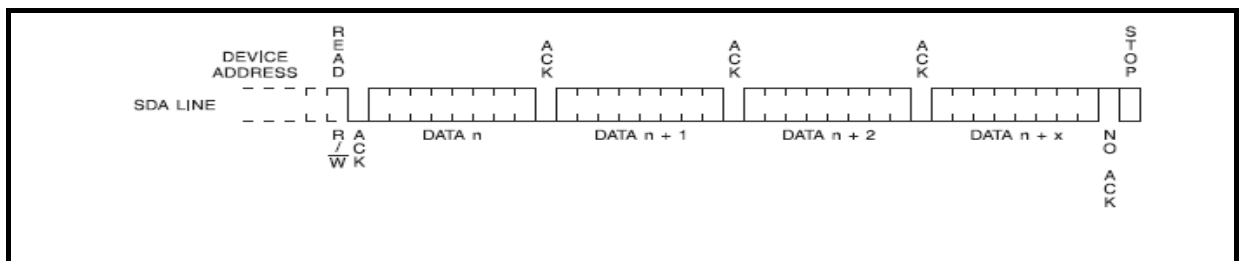 DEVICE
ADDRESS
READ
ACK
ACK
ACK
STOP
SDA LINE
R/W
ACK
DATA n
DATA n + 1
DATA n + 2
DATA n + x
NO ACK